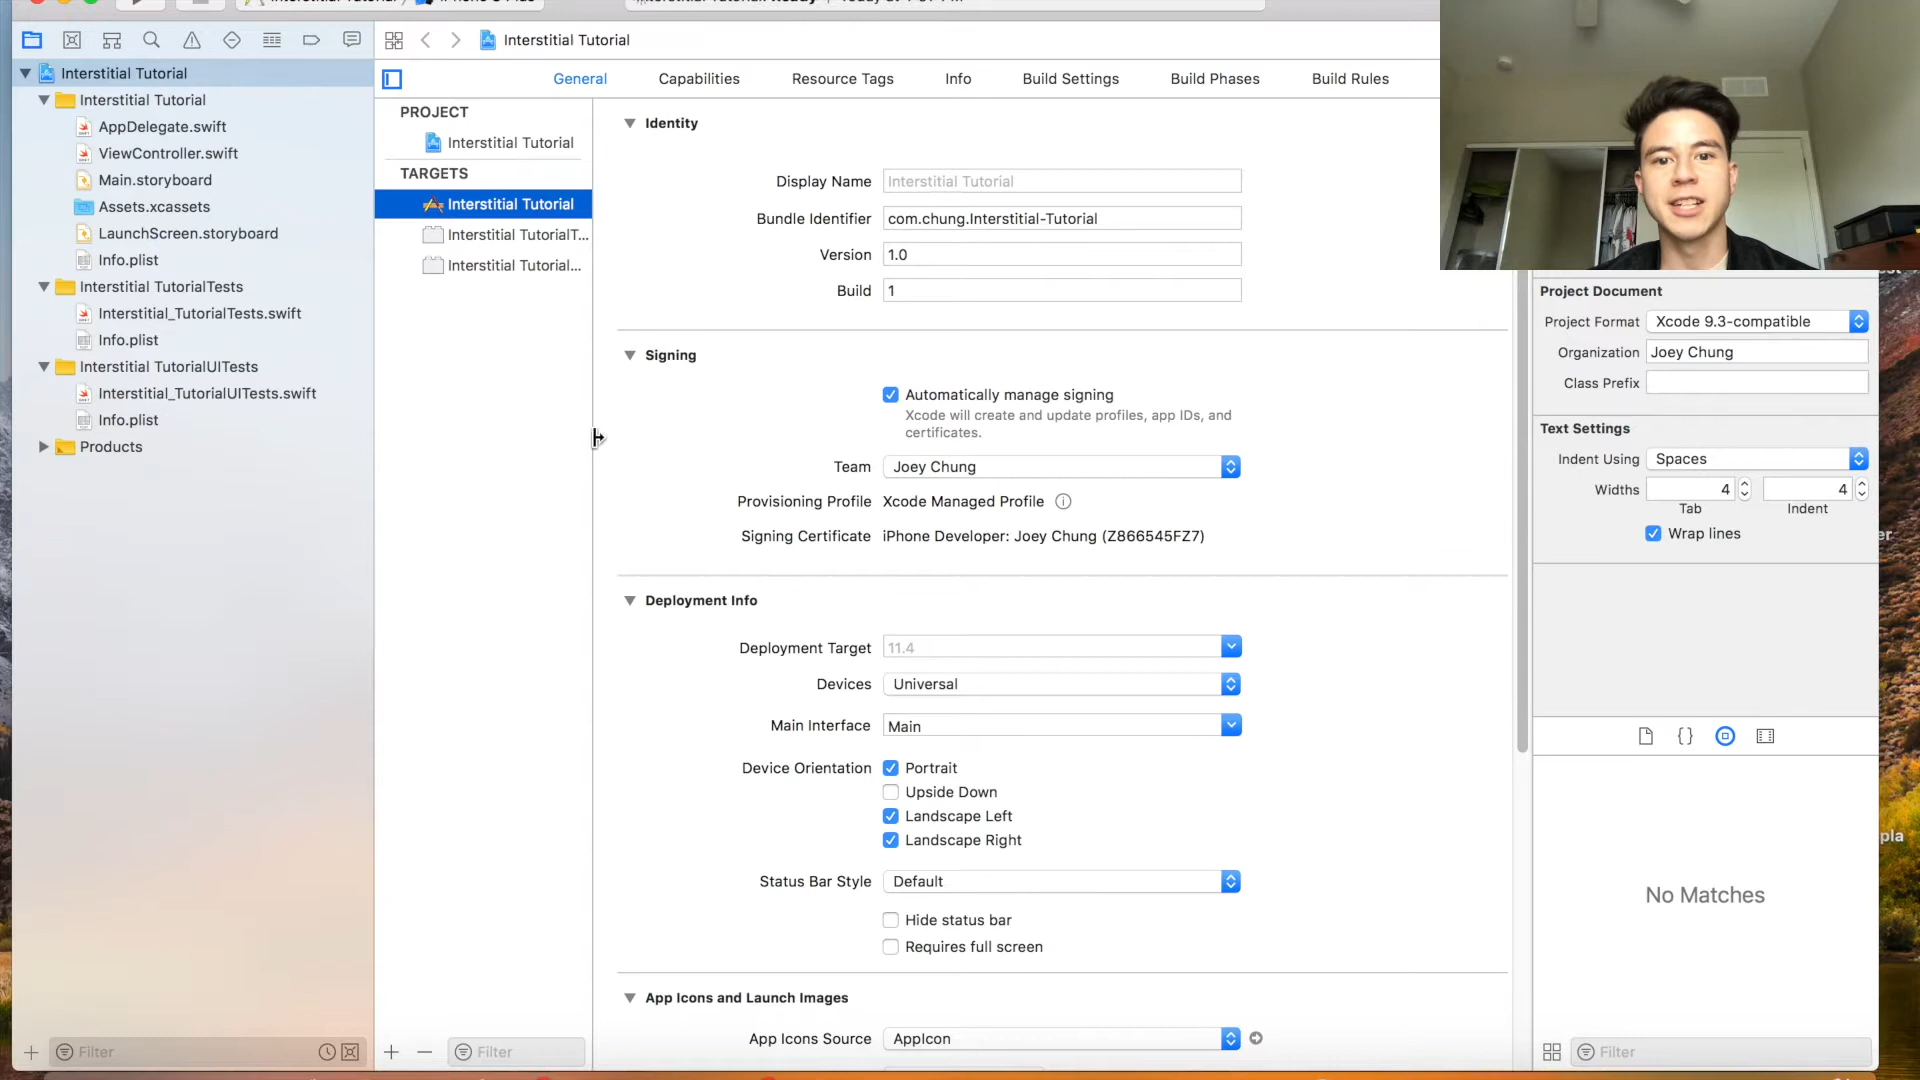 Interstitial Tutorial
General Capabilities Resource Tags Info Build Settings Build Phases Build Rules
Interstitial Tutorial
Interstitial Tutorial
AppDelegate.swift
ViewController.swift
Main.storyboard
Assets.xcassets
LaunchScreen.storyboard
Info.plist
Interstitial TutorialTests
Interstitial_TutorialTests.swift
Info.plist
Interstitial TutorialUITests
Interstitial_TutorialUITests.swift
Info.plist
Products
Filter
PROJECT
Interstitial Tutorial
TARGETS
Interstitial Tutorial
Interstitial TutorialT...
Interstitial Tutorial...
Filter
Identity
Display Name Interstitial Tutorial
Bundle Identifier com.chung.Interstitial-Tutorial
Version 1.0
Build 1
Signing
Automatically manage signing
Xcode will create and update profiles, app IDs, and
certificates.
Team Joey Chung
Provisioning Profile Xcode Managed Profile
Signing Certificate iPhone Developer: Joey Chung (Z866545FZ7)
Deployment Info
Deployment Target 11.4
Devices Universal
Main Interface Main
Device Orientation Portrait
Upside Down
Landscape Left
Landscape Right
Status Bar Style Default
Hide status bar
Requires full screen
App Icons and Launch Images
App Icons Source AppIcon
Project Document
Project Format Xcode 9.3-compatible
Organization Joey Chung
Class Prefix
Text Settings
Indent Using Spaces
Widths 4 4
Tab Indent
Wrap lines
No Matches
Filter